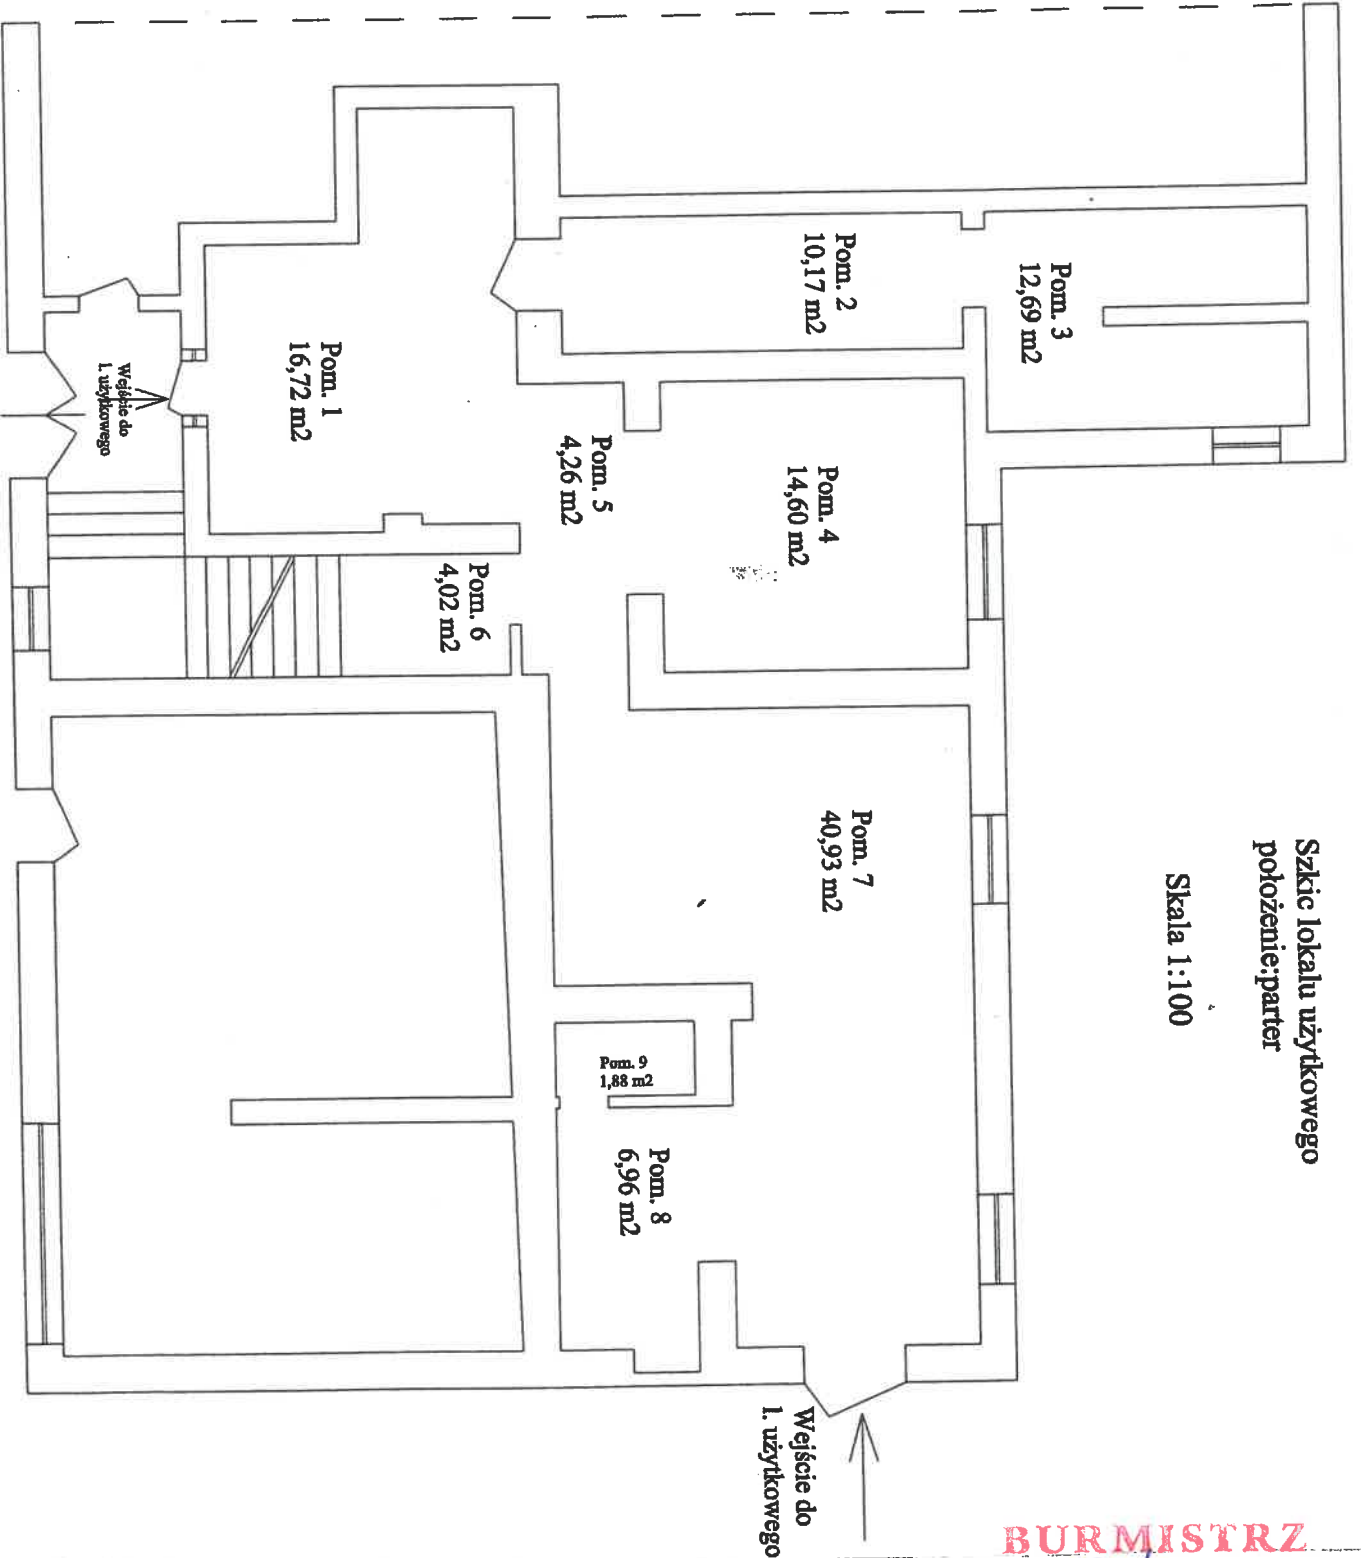 Szkic lokalu użytkowego
położenie:parter
Skala 1:100
Pom. 3
12,69 m2
Pom. 2
10,17 m2
Pom. 4
14,60 m2
Pom. 7
40,93 m2
Pom. 5
4,26 m2
Pom. 6
4,02 m2
Pom. 1
16,72 m2
Wejście do
l. użytkowego
Pom. 9
1,88 m2
Pom. 8
6,96 m2
Wejście do
l. użytkowego
BURMISTRZ